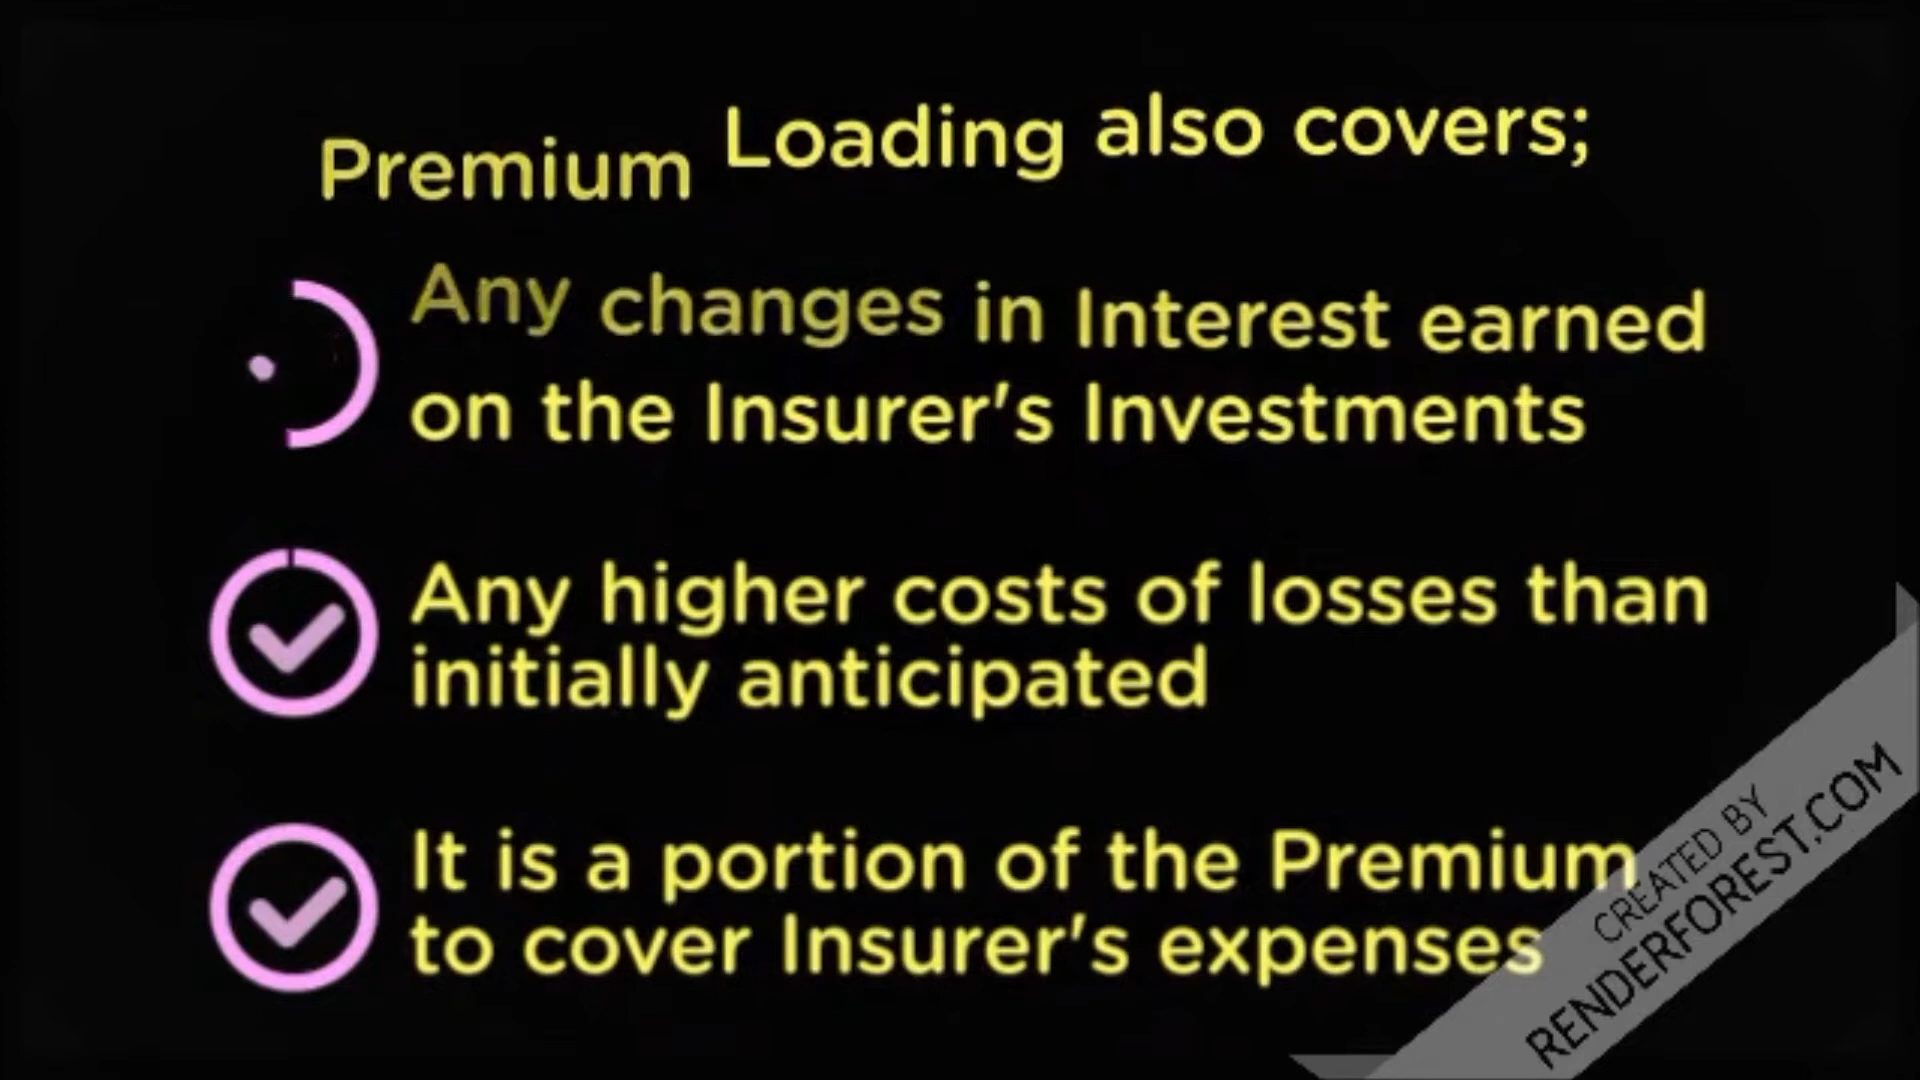 Premium Loading also covers;
Any changes in Interest earned
on the Insurer's Investments
Any higher costs of losses than
initially anticipated
It is a portion of the Premium
to cover Insurer's expenses
CREATED BY
RENDERFOREST.COM